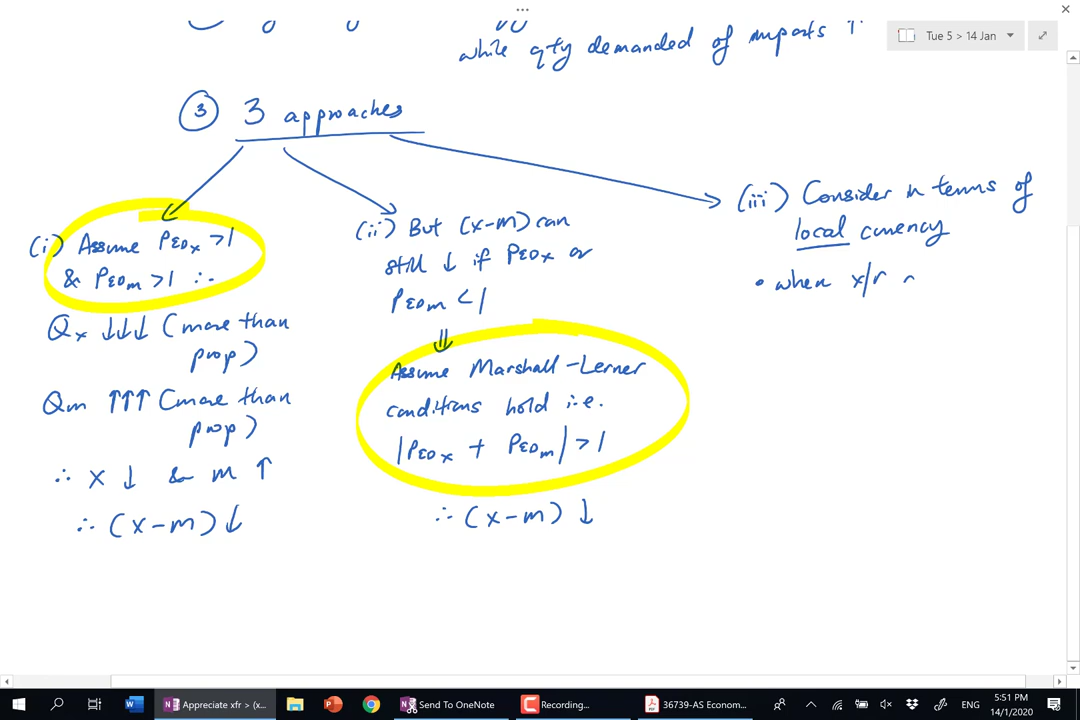 while qty demanded of imports ↑
Tue 5 > 14 Jan
③ 3 approaches
(i) Assume PEDx >1
& PEDm >1 ∴
Qx ↓↓↓ (more than
prop)
Qm ↑↑↑ (more than
prop)
∴ X ↓ & M ↑
∴ (X-M) ↓
(ii) But (X-M) can
still ↓ if PEDx or
PEDm <1
⇓
Assume Marshall-Lerner
conditions hold i.e.
|PEDx + PEDm| >1
∴ (X-M) ↓
(iii) Consider in terms of
local currency
• when x/r
Appreciate xfr > (x...
Send To OneNote
Recording...
36739-AS Econom...
ENG
5:51 PM
14/1/2020